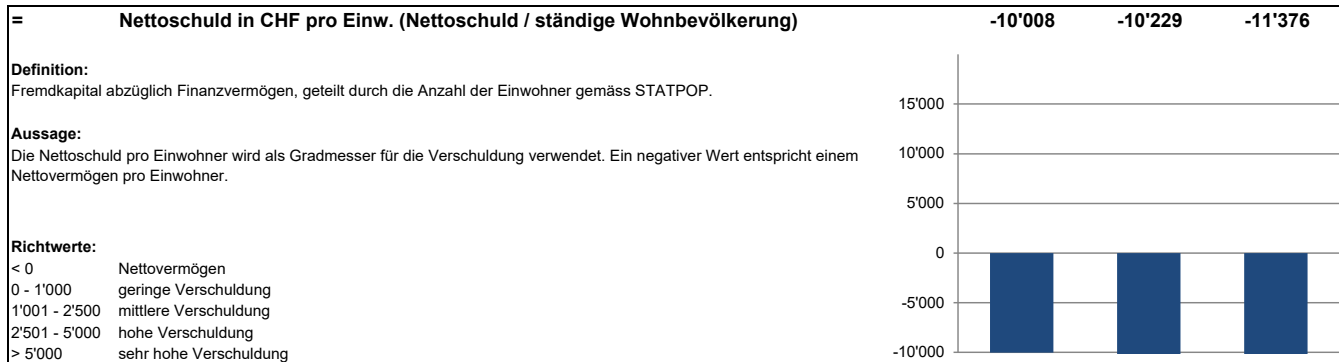 = Nettoschuld in CHF pro Einw. (Nettoschuld / ständige Wohnbevölkerung) -10'008 -10'229 -11'376
Definition:
Fremdkapital abzüglich Finanzvermögen, geteilt durch die Anzahl der Einwohner gemäss STATPOP.
Aussage:
Die Nettoschuld pro Einwohner wird als Gradmesser für die Verschuldung verwendet. Ein negativer Wert entspricht einem
Nettovermögen pro Einwohner.
Richtwerte:
< 0 Nettovermögen
0 - 1'000 geringe Verschuldung
1'001 - 2'500 mittlere Verschuldung
2'501 - 5'000 hohe Verschuldung
> 5'000 sehr hohe Verschuldung
15'000
10'000
5'000
0
-5'000
-10'000